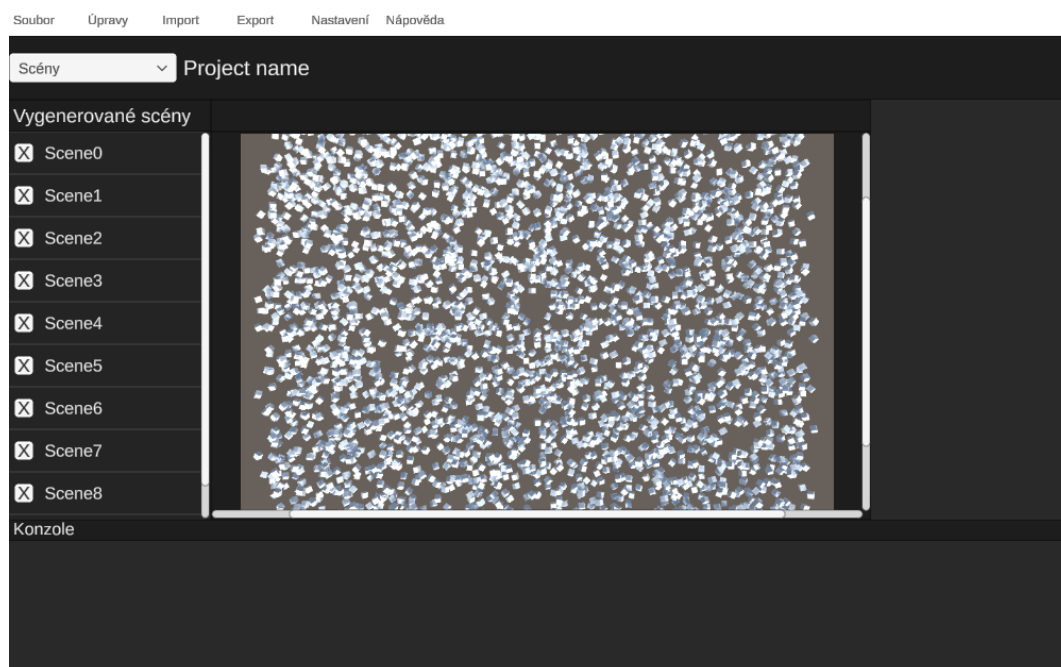 Soubor Úpravy Import Export Nastavení Nápověda
Scény Project name
Vygenerované scény
X Scene0
X Scene1
X Scene2
X Scene3
X Scene4
X Scene5
X Scene6
X Scene7
X Scene8
Konzole